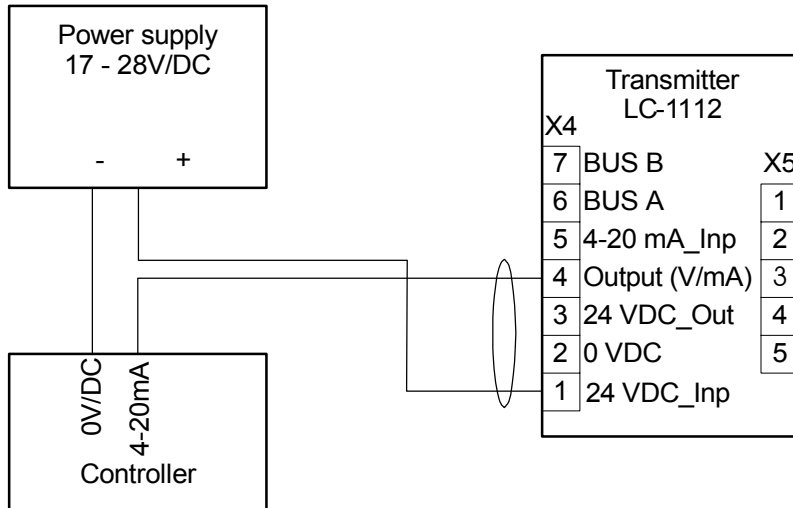 Power supply
17 - 28V/DC
- +
0V/DC
4-20mA
Controller
Transmitter
LC-1112
X4
7 BUS B
6 BUS A
5 4-20 mA_Inp
4 Output (V/mA)
3 24 VDC_Out
2 0 VDC
1 24 VDC_Inp
X5
1
2
3
4
5